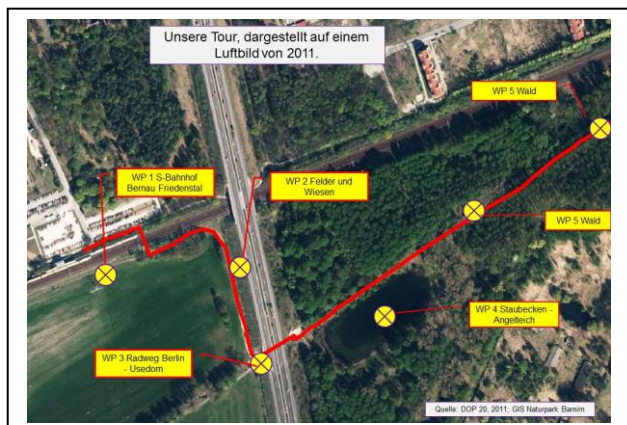 Unsere Tour, dargestellt auf einem
Luftbild von 2011.
WP 5 Wald
WP 1 S-Bahnhof
Bernau Friedenstal
WP 2 Felder und
Wiesen
WP 5 Wald
WP 4 Staubecken -
Angelteich
WP 3 Radweg Berlin
- Usedom
Quelle: DOP 20, 2011; GIS Naturpark Barnim